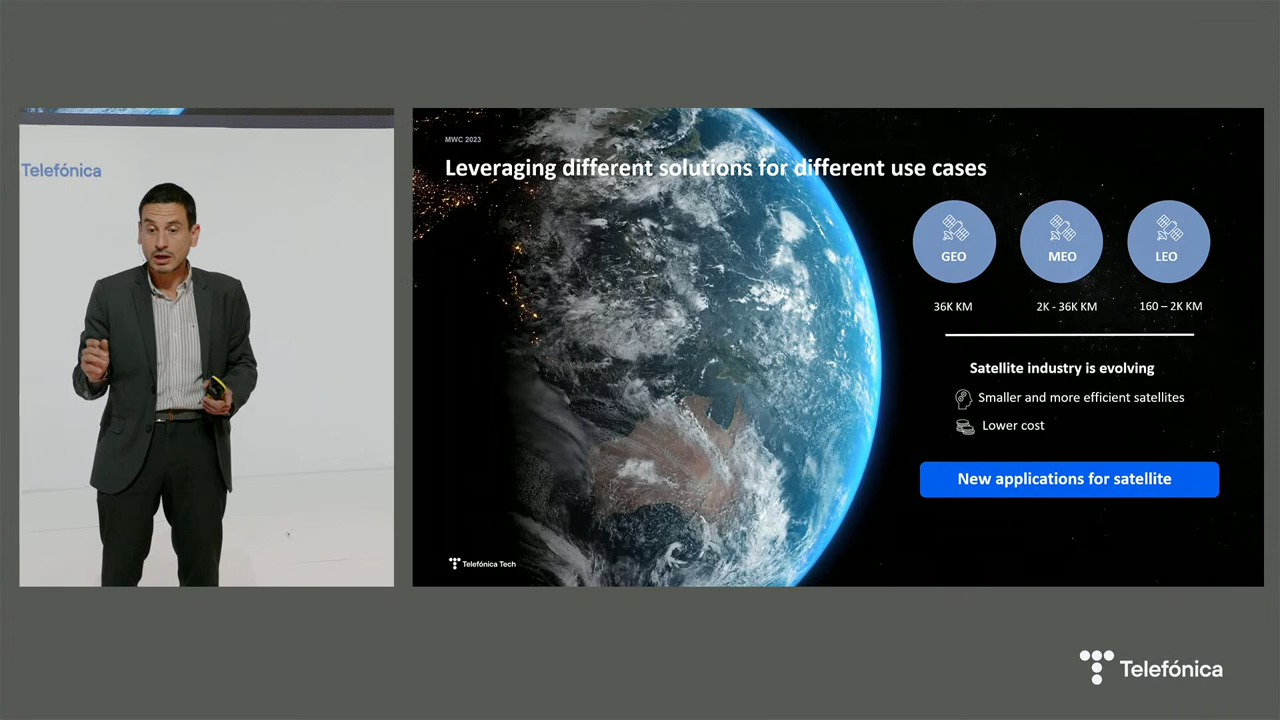 Telefónica
MWC 2023
Leveraging different solutions for different use cases
GEO
MEO
LEO
36K KM
2K - 36K KM
160 – 2K KM
Satellite industry is evolving
Smaller and more efficient satellites
Lower cost
New applications for satellite
Telefónica Tech
Telefónica